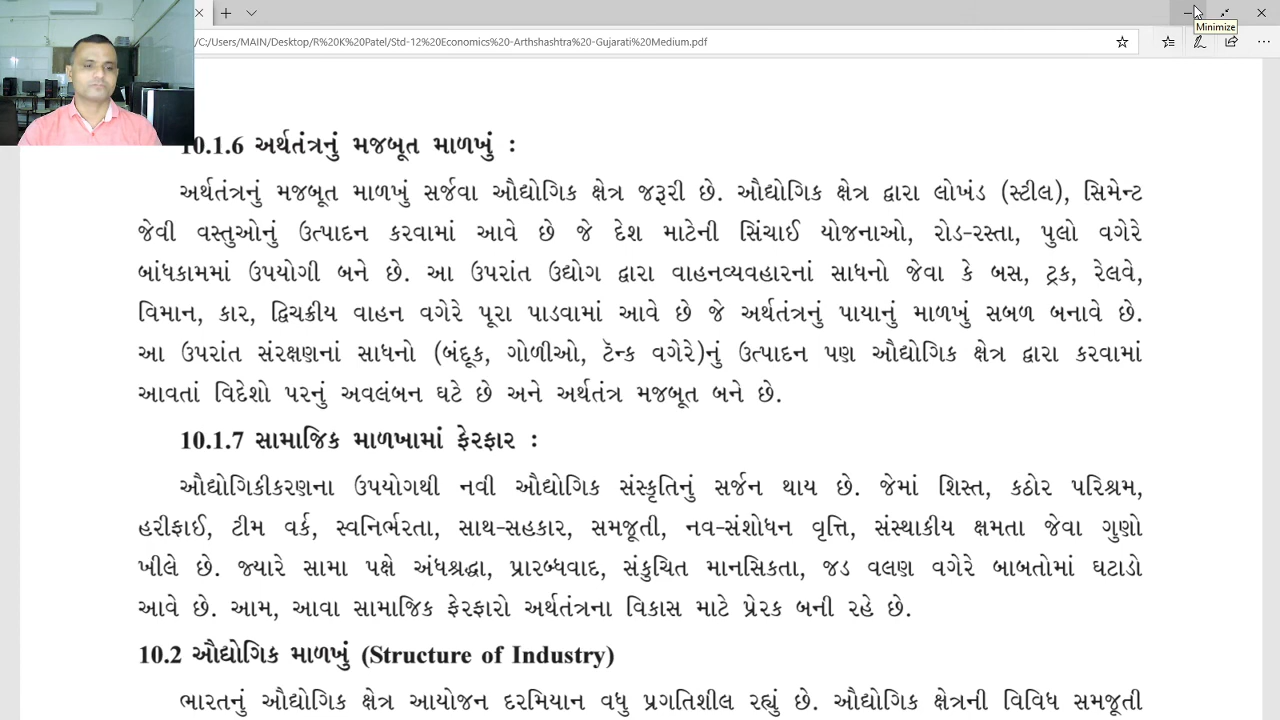 Minimize
/C:/Users/MAIN/Desktop/R%20K%20Patel/Std-12%20Economics%20-Arthshashtra%20-Gujarati%20Medium.pdf
10.1.6 અર્થતંત્રનું મજબૂત માળખું :
અર્થતંત્રનું મજબૂત માળખું સર્જવા ઔદ્યોગિક ક્ષેત્ર જરૂરી છે. ઔદ્યોગિક ક્ષેત્ર દ્વારા લોખંડ (સ્ટીલ), સિમેન્ટ
જેવી વસ્તુઓનું ઉત્પાદન કરવામાં આવે છે જે દેશ માટેની સિંચાઈ યોજનાઓ, રોડ-રસ્તા, પુલો વગેરે
બાંધકામમાં ઉપયોગી બને છે. આ ઉપરાંત ઉદ્યોગ દ્વારા વાહનવ્યવહારનાં સાધનો જેવા કે બસ, ટ્રક, રેલવે,
વિમાન, કાર, દ્વિચક્રીય વાહન વગેરે પૂરા પાડવામાં આવે છે જે અર્થતંત્રનું પાયાનું માળખું સબળ બનાવે છે.
આ ઉપરાંત સંરક્ષણનાં સાધનો (બંદૂક, ગોળીઓ, ટૅન્ક વગેરે)નું ઉત્પાદન પણ ઔદ્યોગિક ક્ષેત્ર દ્વારા કરવામાં
આવતાં વિદેશો પરનું અવલંબન ઘટે છે અને અર્થતંત્ર મજબૂત બને છે.
10.1.7 સામાજિક માળખામાં ફેરફાર :
ઔદ્યોગિકીકરણના ઉપયોગથી નવી ઔદ્યોગિક સંસ્કૃતિનું સર્જન થાય છે. જેમાં શિસ્ત, કઠોર પરિશ્રમ,
હરીફાઈ, ટીમ વર્ક, સ્વનિર્ભરતા, સાથ-સહકાર, સમજૂતી, નવ-સંશોધન વૃત્તિ, સંસ્થાકીય ક્ષમતા જેવા ગુણો
ખીલે છે. જ્યારે સામા પક્ષે અંધશ્રદ્ધા, પ્રારબ્ધવાદ, સંકુચિત માનસિકતા, જડ વલણ વગેરે બાબતોમાં ઘટાડો
આવે છે. આમ, આવા સામાજિક ફેરફારો અર્થતંત્રના વિકાસ માટે પ્રેરક બની રહે છે.
10.2 ઔદ્યોગિક માળખું (Structure of Industry)
ભારતનું ઔદ્યોગિક ક્ષેત્ર આયોજન દરમિયાન વધુ પ્રગતિશીલ રહ્યું છે. ઔદ્યોગિક ક્ષેત્રની વિવિધ સમજૂતી